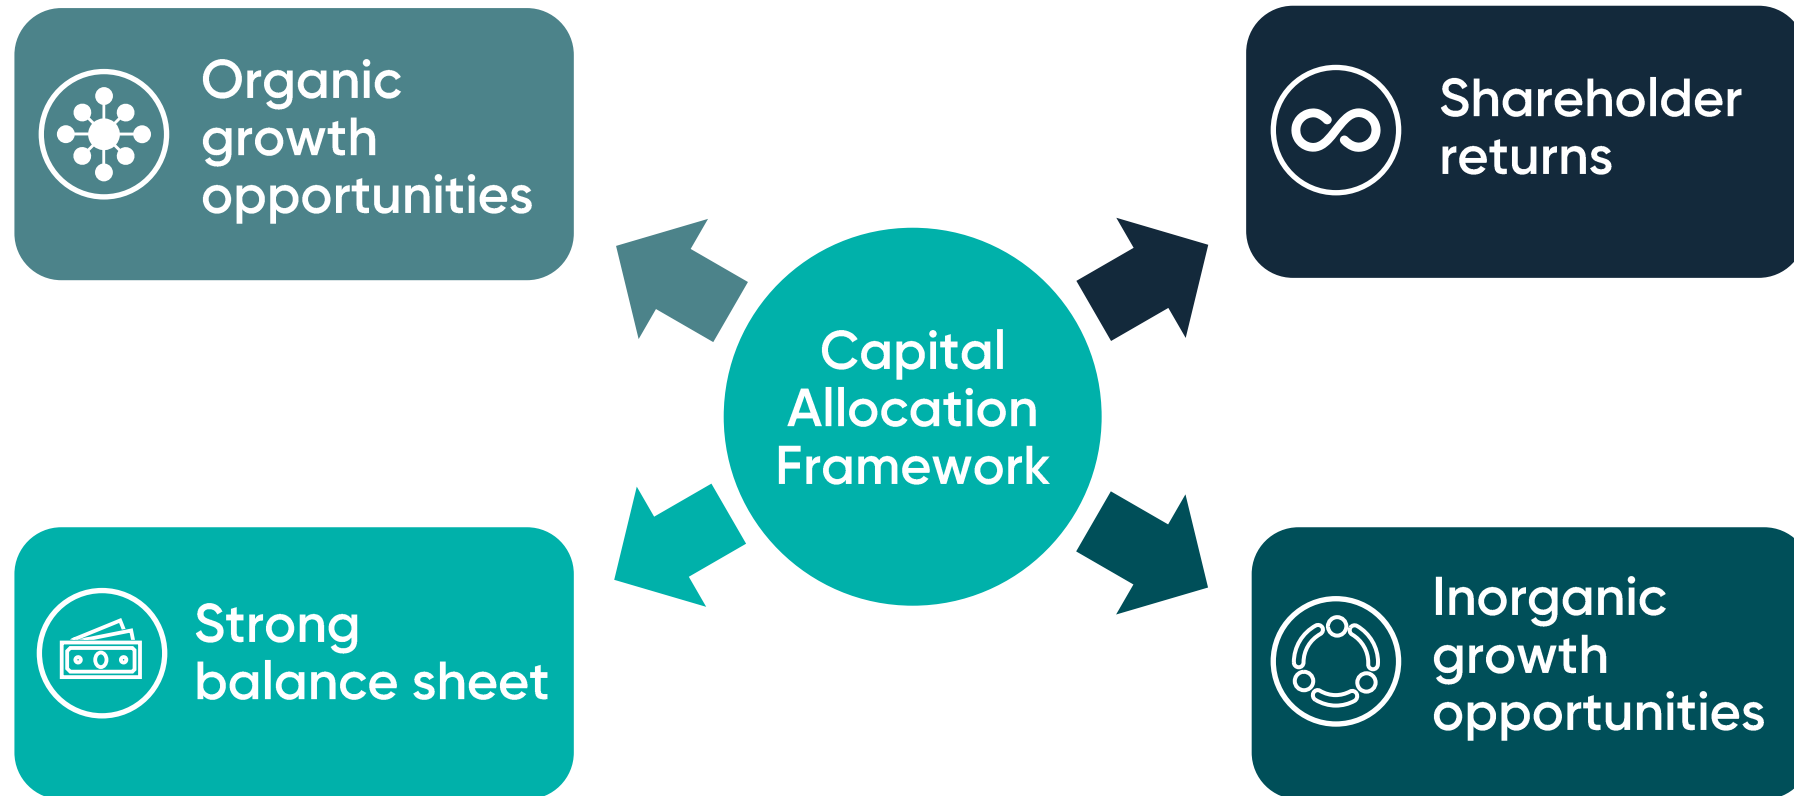 Organic
growth
opportunities
Shareholder
returns
Capital
Allocation
Framework
Strong
balance sheet
Inorganic
growth
opportunities